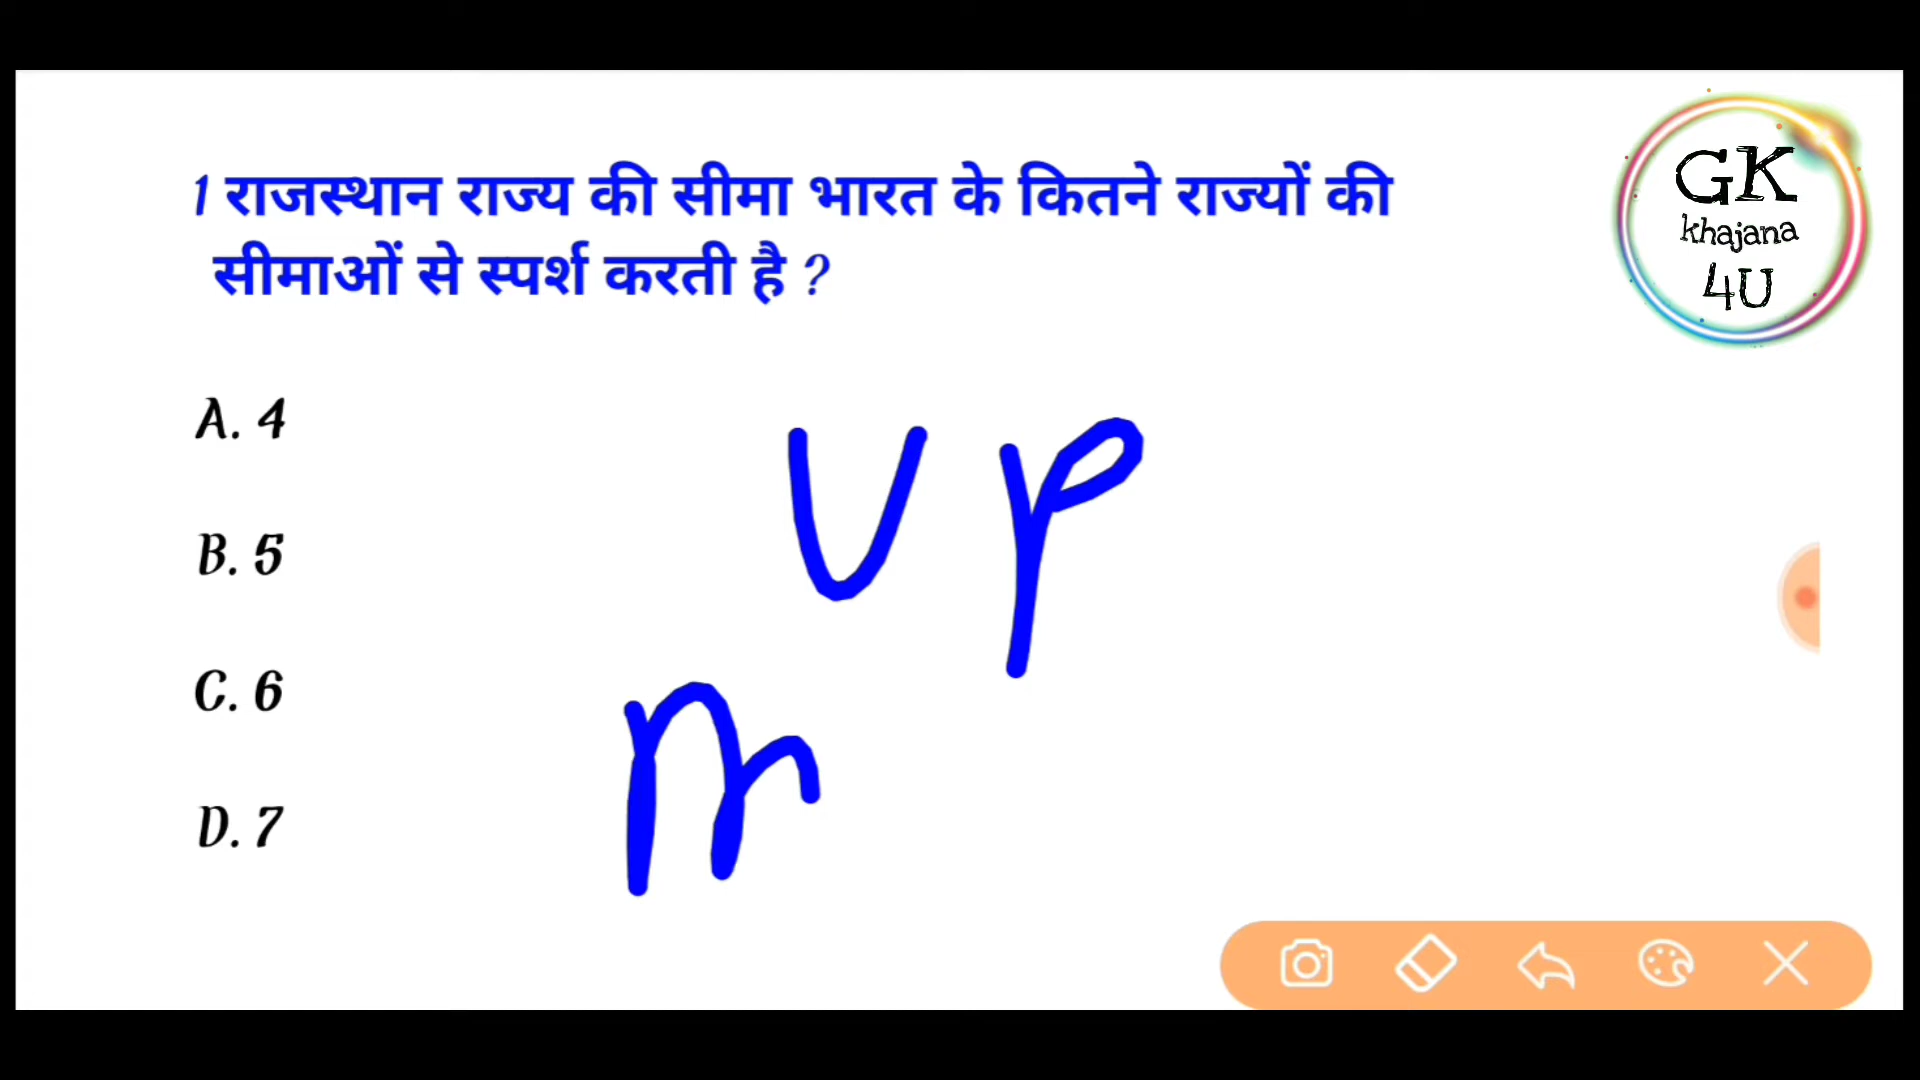 1 राजस्थान राज्य की सीमा भारत के कितने राज्यों की
सीमाओं से स्पर्श करती है ?
GK
khajana
4U
A. 4
B. 5
C. 6
D. 7
UP
m